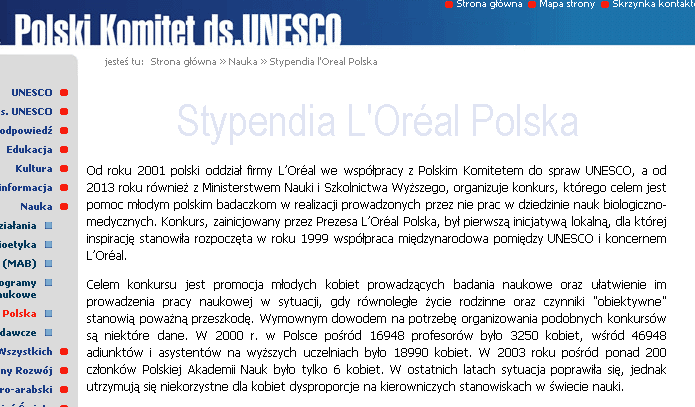 Strona główna Mapa strony Skrzynka kontakt
Polski Komitet ds.UNESCO
jesteś tu: Strona główna » Nauka » Stypendia l'Oreal Polska
UNESCO
s. UNESCO
odpowiedź
Edukacja
Kultura
informacja
Nauka
ziałania
ioetyka
(MAB)
ogramy
aukowe
Polska
dawcze
Wszystkich
ny Rozwój
ro-arabski
Stypendia L'Oréal Polska
Od roku 2001 polski oddział firmy L´Oréal we współpracy z Polskim Komitetem do spraw UNESCO, a od
2013 roku również z Ministerstwem Nauki i Szkolnictwa Wyższego, organizuje konkurs, którego celem jest
pomoc młodym polskim badaczkom w realizacji prowadzonych przez nie prac w dziedzinie nauk biologiczno-
medycznych. Konkurs, zainicjowany przez Prezesa L´Oréal Polska, był pierwszą inicjatywą lokalną, dla której
inspirację stanowiła rozpoczęta w roku 1999 współpraca międzynarodowa pomiędzy UNESCO i koncernem
L´Oréal.
Celem konkursu jest promocja młodych kobiet prowadzących badania naukowe oraz ułatwienie im
prowadzenia pracy naukowej w sytuacji, gdy równoległe życie rodzinne oraz czynniki "obiektywne"
stanowią poważną przeszkodę. Wymownym dowodem na potrzebę organizowania podobnych konkursów
są niektóre dane. W 2000 r. w Polsce pośród 16948 profesorów było 3250 kobiet, wśród 46948
adiunktów i asystentów na wyższych uczelniach było 18990 kobiet. W 2003 roku pośród ponad 200
członków Polskiej Akademii Nauk było tylko 6 kobiet. W ostatnich latach sytuacja poprawiła się, jednak
utrzymują się niekorzystne dla kobiet dysproporcje na kierowniczych stanowiskach w świecie nauki.